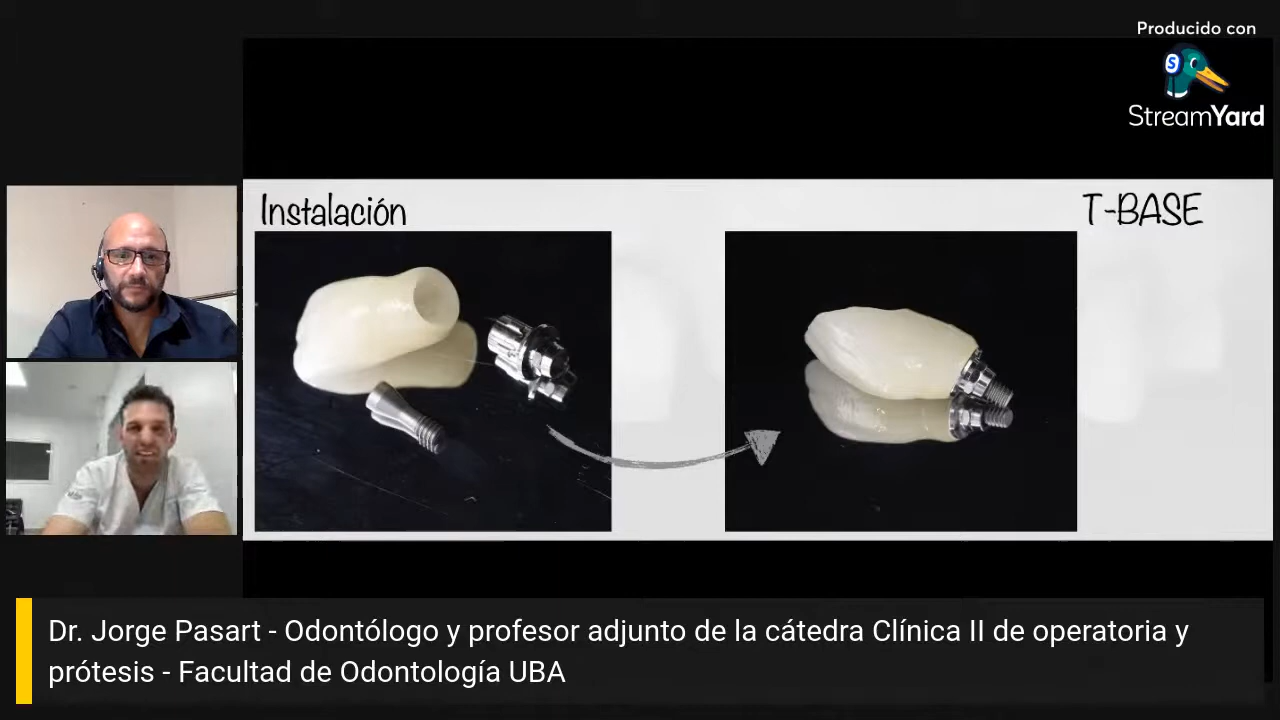 Producido con
StreamYard
Instalación
T-BASE
Dr. Jorge Pasart - Odontólogo y profesor adjunto de la cátedra Clínica II de operatoria y
prótesis - Facultad de Odontología UBA